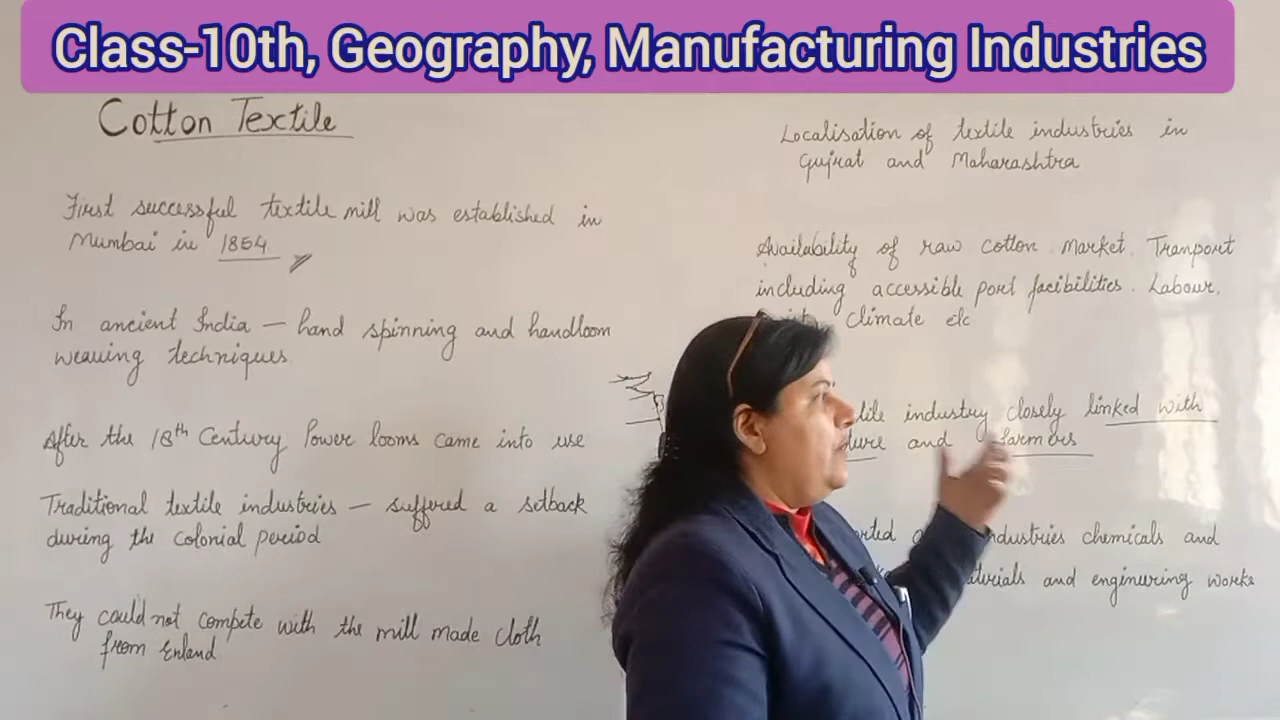 Class-10th, Geography, Manufacturing Industries
Cotton Textile
First successful textile mill was established in
Mumbai in 1854
In ancient India — hand spinning and handloom
weaving techniques
After the 18th Century Power looms came into use
Traditional textile industries — suffered a setback
during the colonial period
They could not compete with the mill made cloth
from Enland
Localisation of textile industries in
Gujrat and Maharashtra
Availability of raw cotton market. Tranport
including accessible port facibilities. Labour.
climate etc
industry closely linked with
and farmers
industries chemicals and
and enginering works